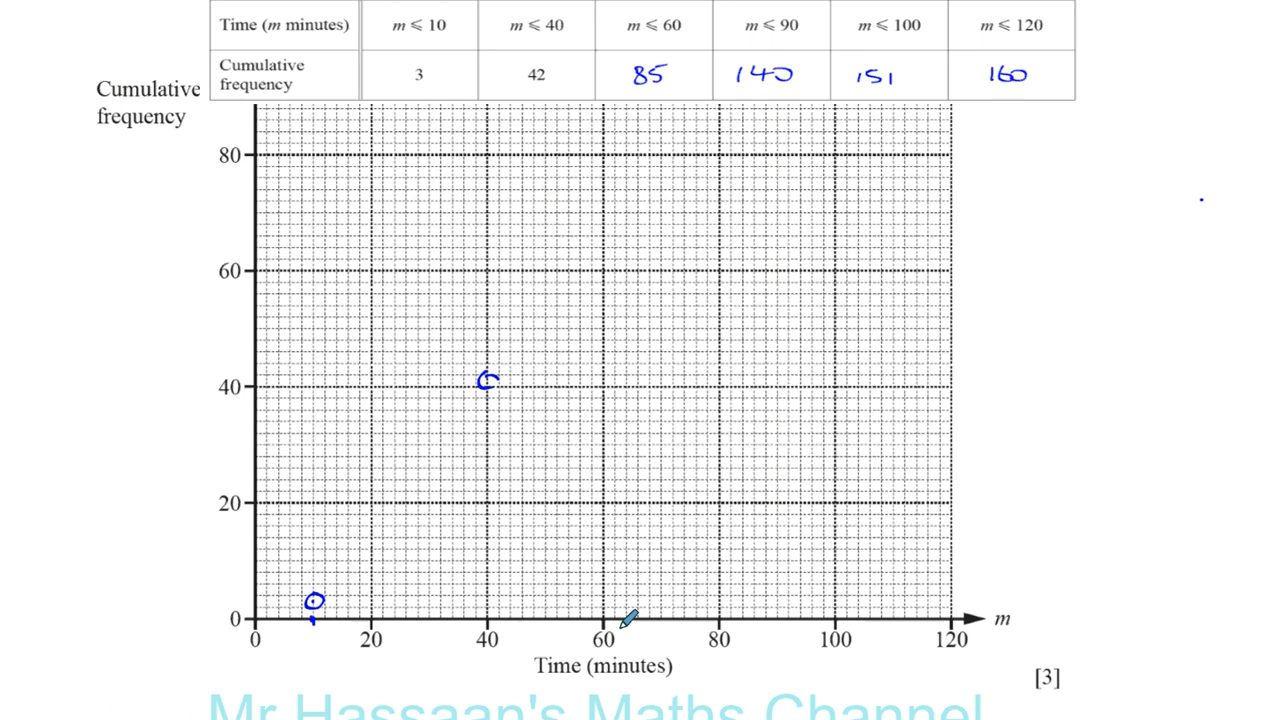 Time (m minutes) m ⩽ 10 m ⩽ 40 m ⩽ 60 m ⩽ 90 m ⩽ 100 m ⩽ 120
Cumulative frequency 3 42 85 140 151 160
Cumulative
frequency
80
60
40
20
0
0 20 40 60 80 100 120 m
Time (minutes)
[3]
Mr Hassaan's Maths Channel